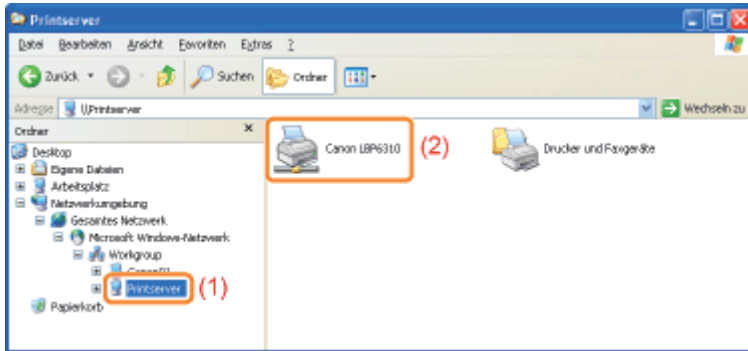 Printserver
Datei Bearbeiten Ansicht Favoriten Extras ?
Zurück Suchen Ordner
Adresse \\Printserver Wechseln zu
Ordner x
Desktop
Eigene Dateien
Arbeitsplatz
Netzwerkumgebung
Gesamtes Netzwerk
Microsoft Windows-Netzwerk
Workgroup
Printserver (1)
Papierkorb
Canon LBP6310 (2)
Drucker und Faxgeräte